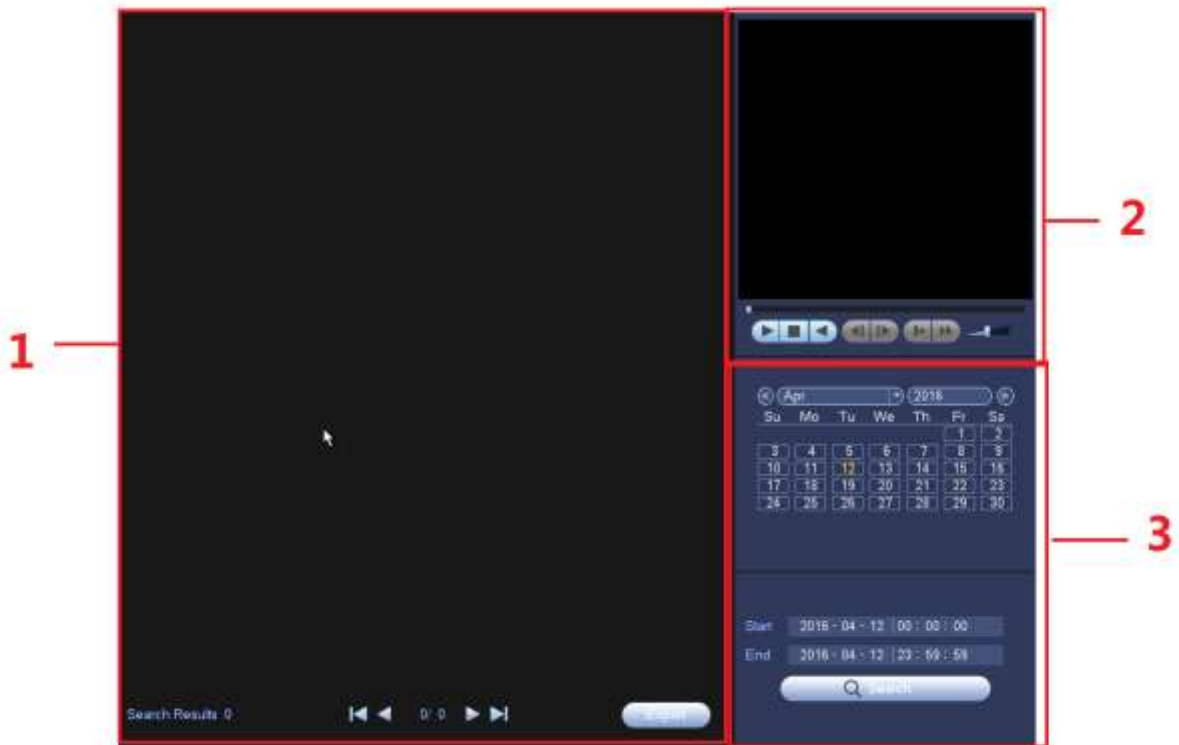 1
2
3
Apr 2016
Su Mo Tu We Th Fr Sa
1 2
3 4 5 6 7 8 9
10 11 12 13 14 15 16
17 18 19 20 21 22 23
24 25 26 27 28 29 30
Start 2016 - 04 - 12 00 : 00 : 00
End 2016 - 04 - 12 23 : 59 : 59
Search
Search Results 0
0/ 0